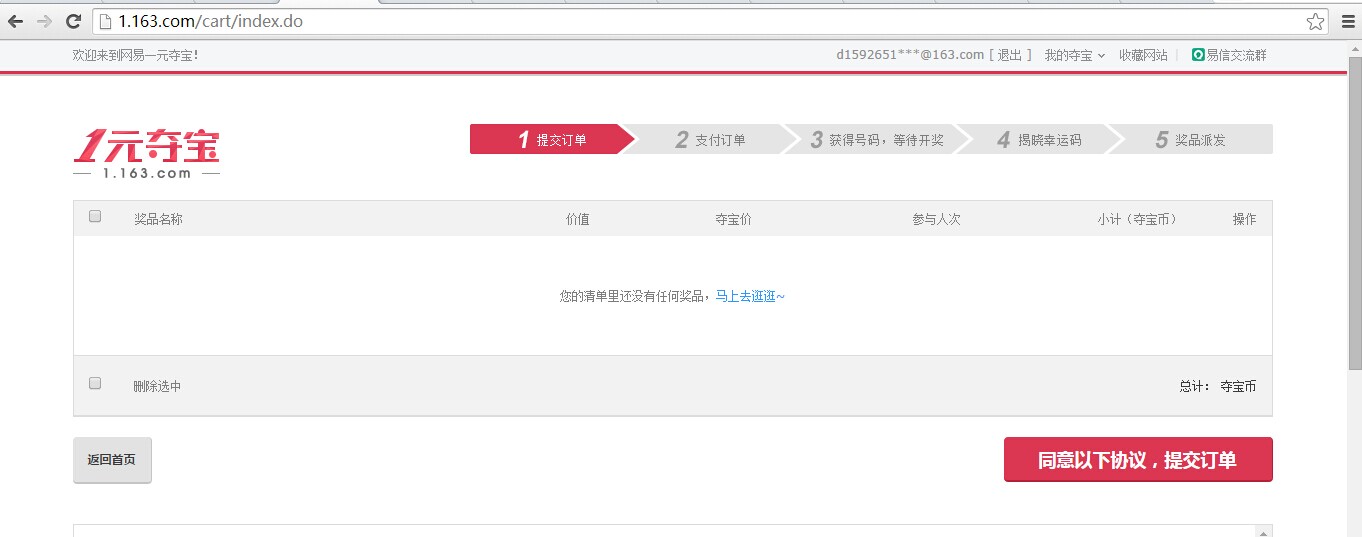 1.163.com/cart/index.do
欢迎来到网易一元夺宝！ d1592651***@163.com [ 退出 ] 我的夺宝 收藏网站 易信交流群
1元夺宝
1.163.com
1 提交订单 2 支付订单 3 获得号码，等待开奖 4 揭晓幸运码 5 奖品派发
奖品名称 价值 夺宝价 参与人次 小计（夺宝币） 操作
您的清单里还没有任何奖品，马上去逛逛~
删除选中 总计： 夺宝币
返回首页 同意以下协议，提交订单